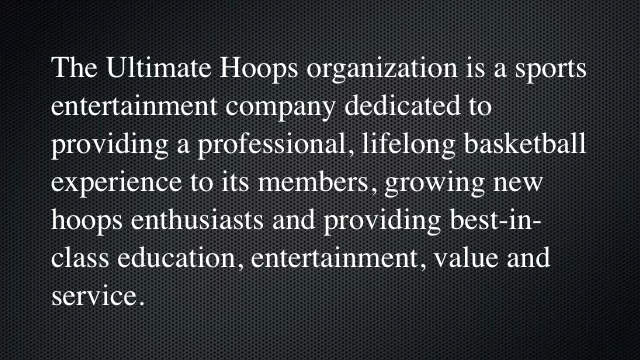 The Ultimate Hoops organization is a sports
entertainment company dedicated to
providing a professional, lifelong basketball
experience to its members, growing new
hoops enthusiasts and providing best-in-
class education, entertainment, value and
service.